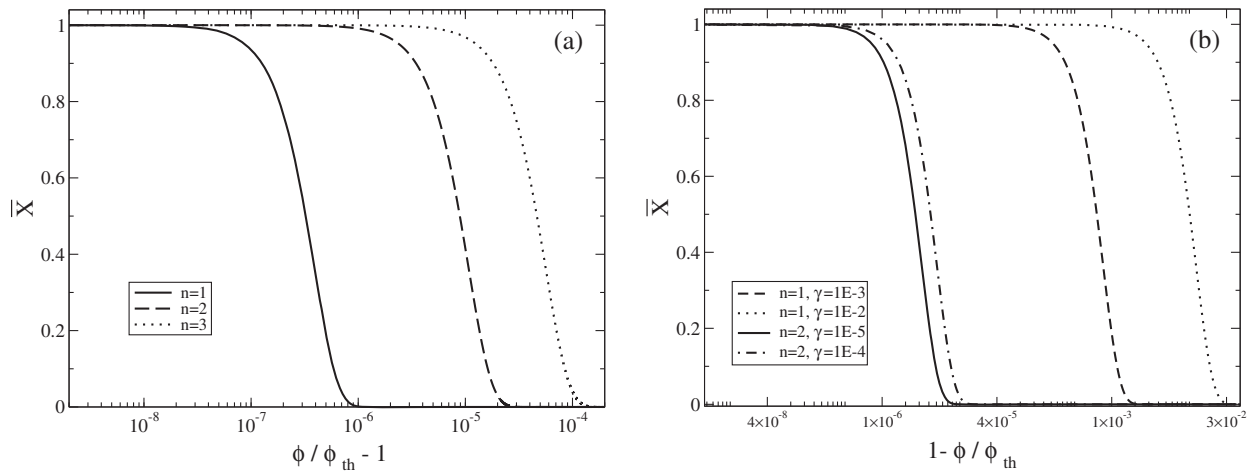 (a)
1
0.8
0.6
0.4
0.2
0
X̅
n=1
n=2
n=3
10⁻⁸ 10⁻⁷ 10⁻⁶ 10⁻⁵ 10⁻⁴
ϕ / ϕ_th - 1
(b)
1
0.8
0.6
0.4
0.2
0
X̅
n=1, γ=1E-3
n=1, γ=1E-2
n=2, γ=1E-5
n=2, γ=1E-4
4×10⁻⁸ 1×10⁻⁶ 4×10⁻⁵ 1×10⁻³ 3×10⁻²
1- ϕ / ϕ_th